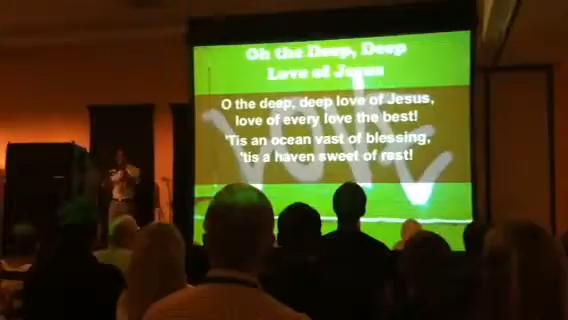 Oh the Deep, Deep
Love of Jesus
O the deep, deep love of Jesus,
love of every love the best!
'Tis an ocean vast of blessing,
'tis a haven sweet of rest!
LOVE